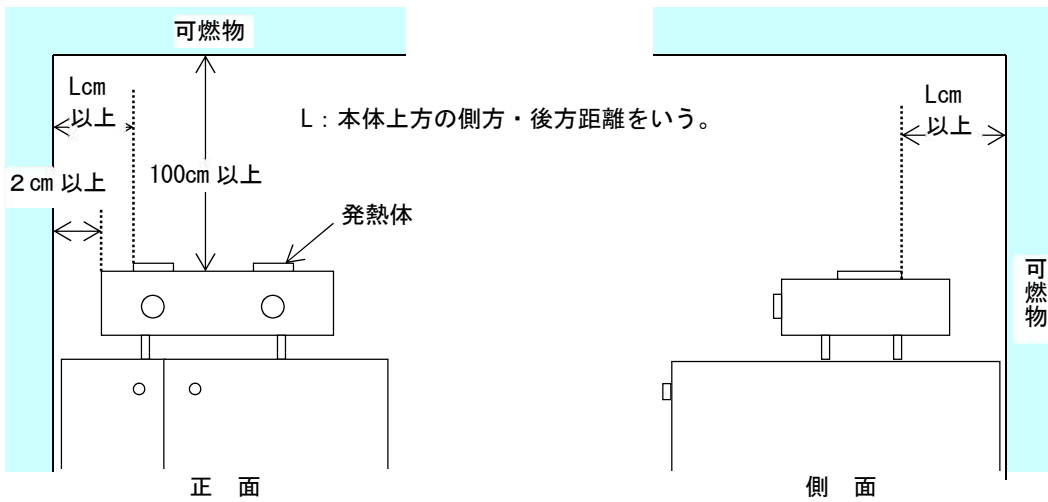 可燃物
Lcm
以上
Lcm
以上
L：本体上方の側方・後方距離をいう。
100cm 以上
２cm 以上
発熱体
可燃物
正　面
側　面